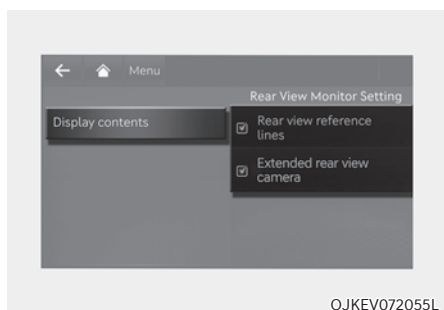 Menu
Rear View Monitor Setting
Display contents
Rear view reference
lines
Extended rear view
camera
OJKEV072055L